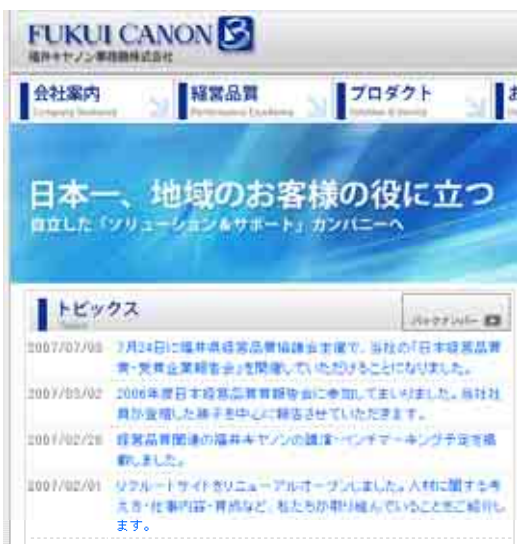 FUKUI CANON B
福井キヤノン事務機株式会社
会社案内
経営品質
プロダクト
お
日本一、地域のお客様の役に立つ
自立した「ソリューション&サポート」カンパニーへ
トピックス
バックナンバー
7月24日に福井県経営品質協議会主催で、当社の「日本経営品質
賞・受賞企業報告会」を開催していただけることになりました。
2007/03/02 2006年度日本経営品質賞報告会に参加してまいりました。当社社
員が登壇した様子を中心に報告させていただきます。
2007/02/28 経営品質関連の福井キヤノンの講演・ベンチマーキング予定を掲
載しました。
2007/02/01 リクルートサイトをリニューアルオープンしました。人材に関する考
え方・仕事内容・育成など、私たちが取り組んでいることをご紹介し
ます。